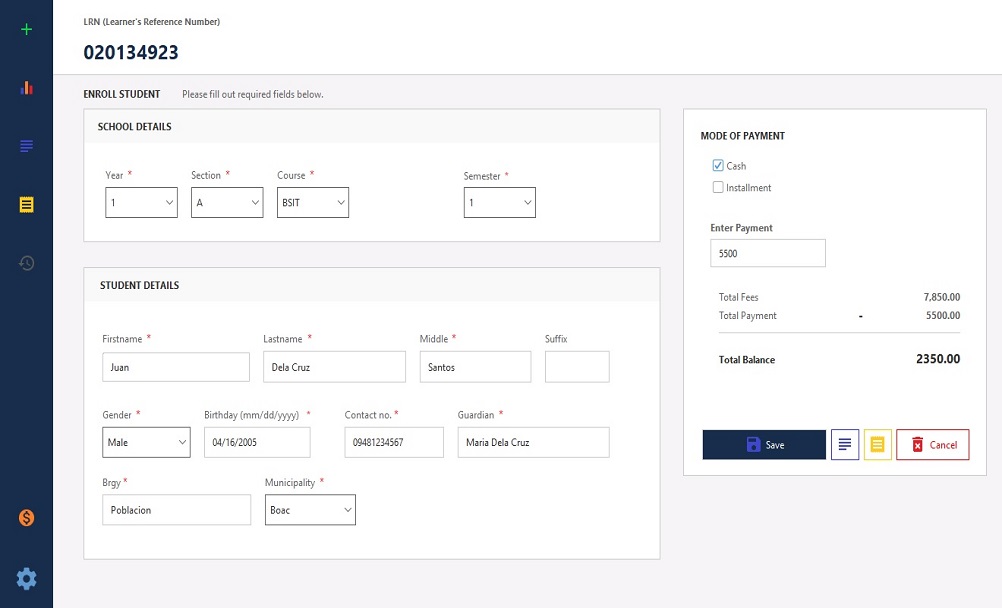 LRN (Learner's Reference Number)
020134923
ENROLL STUDENT Please fill out required fields below.
SCHOOL DETAILS
Year * Section * Course * Semester *
1 A BSIT 1
STUDENT DETAILS
Firstname * Lastname * Middle * Suffix
Juan Dela Cruz Santos
Gender * Birthday (mm/dd/yyyy) * Contact no. * Guardian *
Male 04/16/2005 09481234567 Maria Dela Cruz
Brgy * Municipality *
Poblacion Boac
MODE OF PAYMENT
Cash
Installment
Enter Payment
5500
Total Fees 7,850.00
Total Payment - 5500.00
Total Balance 2350.00
Save Cancel